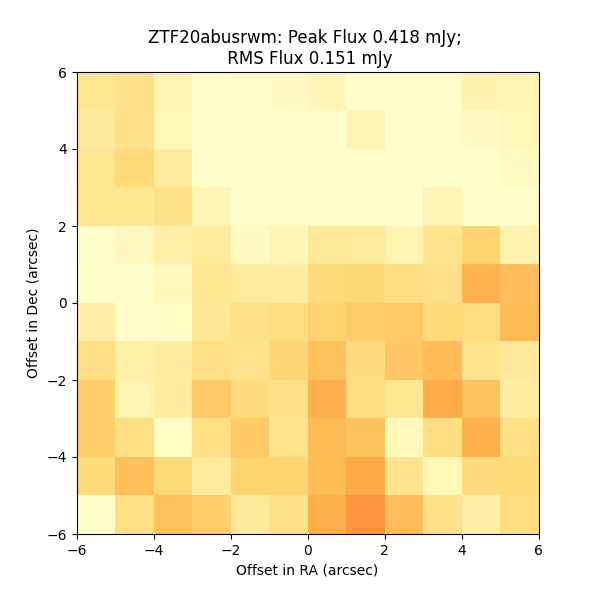 ZTF20abusrwm: Peak Flux 0.418 mJy;
RMS Flux 0.151 mJy
6
4
2
0
−2
−4
−6
Offset in Dec (arcsec)
−6 −4 −2 0 2 4 6
Offset in RA (arcsec)